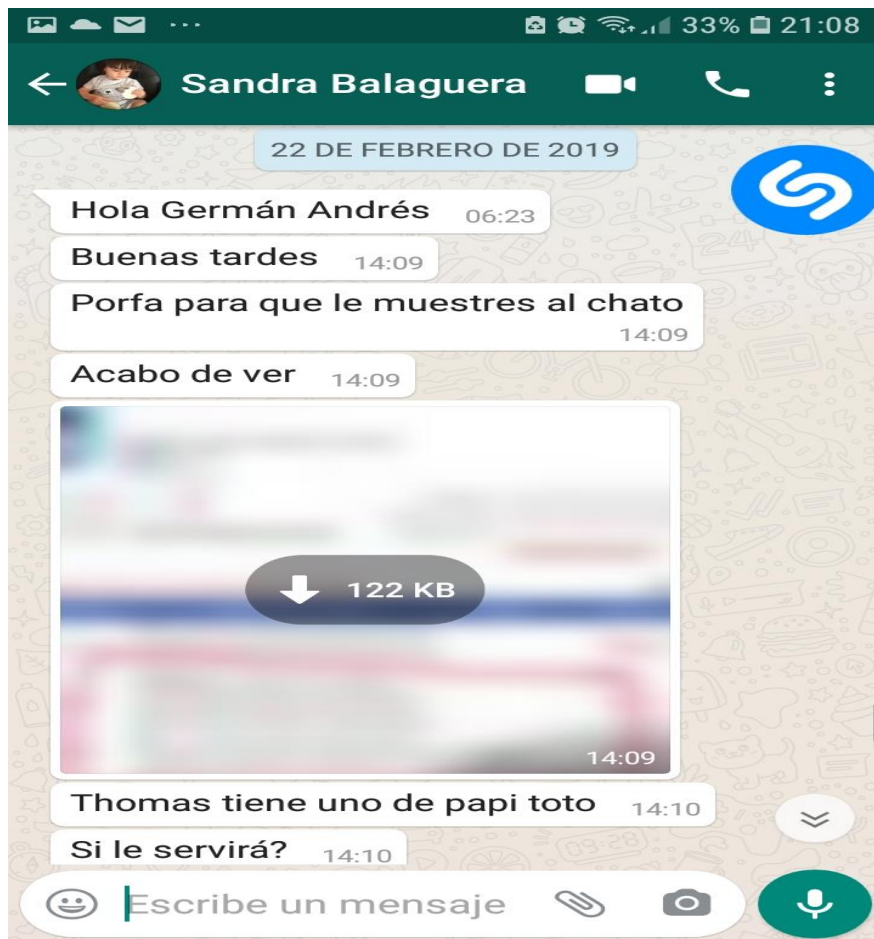 33% 21:08
Sandra Balaguera
22 DE FEBRERO DE 2019
Hola Germán Andrés 06:23
Buenas tardes 14:09
Porfa para que le muestres al chato
14:09
Acabo de ver 14:09
122 KB
14:09
Thomas tiene uno de papi toto 14:10
Si le servirá? 14:10
Escribe un mensaje